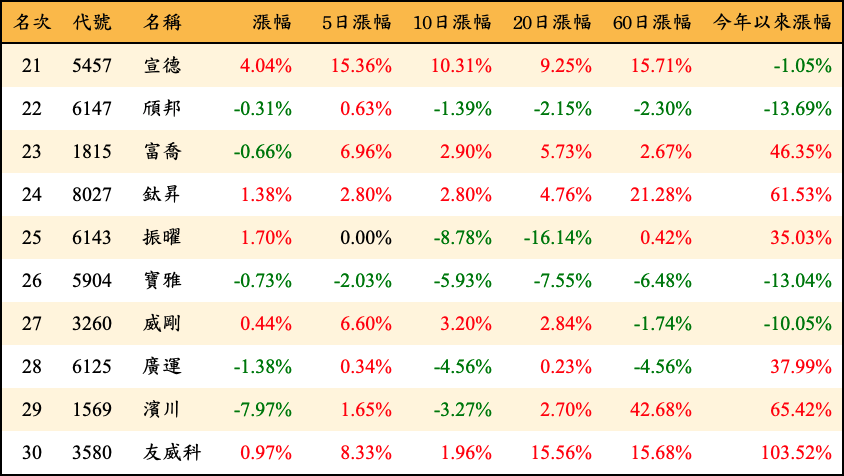 名次 代號 名稱 漲幅 5日漲幅 10日漲幅 20日漲幅 60日漲幅 今年以來漲幅
21 5457 宣德 4.04% 15.36% 10.31% 9.25% 15.71% -1.05%
22 6147 頎邦 -0.31% 0.63% -1.39% -2.15% -2.30% -13.69%
23 1815 富喬 -0.66% 6.96% 2.90% 5.73% 2.67% 46.35%
24 8027 鈦昇 1.38% 2.80% 2.80% 4.76% 21.28% 61.53%
25 6143 振曜 1.70% 0.00% -8.78% -16.14% 0.42% 35.03%
26 5904 寶雅 -0.73% -2.03% -5.93% -7.55% -6.48% -13.04%
27 3260 威剛 0.44% 6.60% 3.20% 2.84% -1.74% -10.05%
28 6125 廣運 -1.38% 0.34% -4.56% 0.23% -4.56% 37.99%
29 1569 濱川 -7.97% 1.65% -3.27% 2.70% 42.68% 65.42%
30 3580 友威科 0.97% 8.33% 1.96% 15.56% 15.68% 103.52%